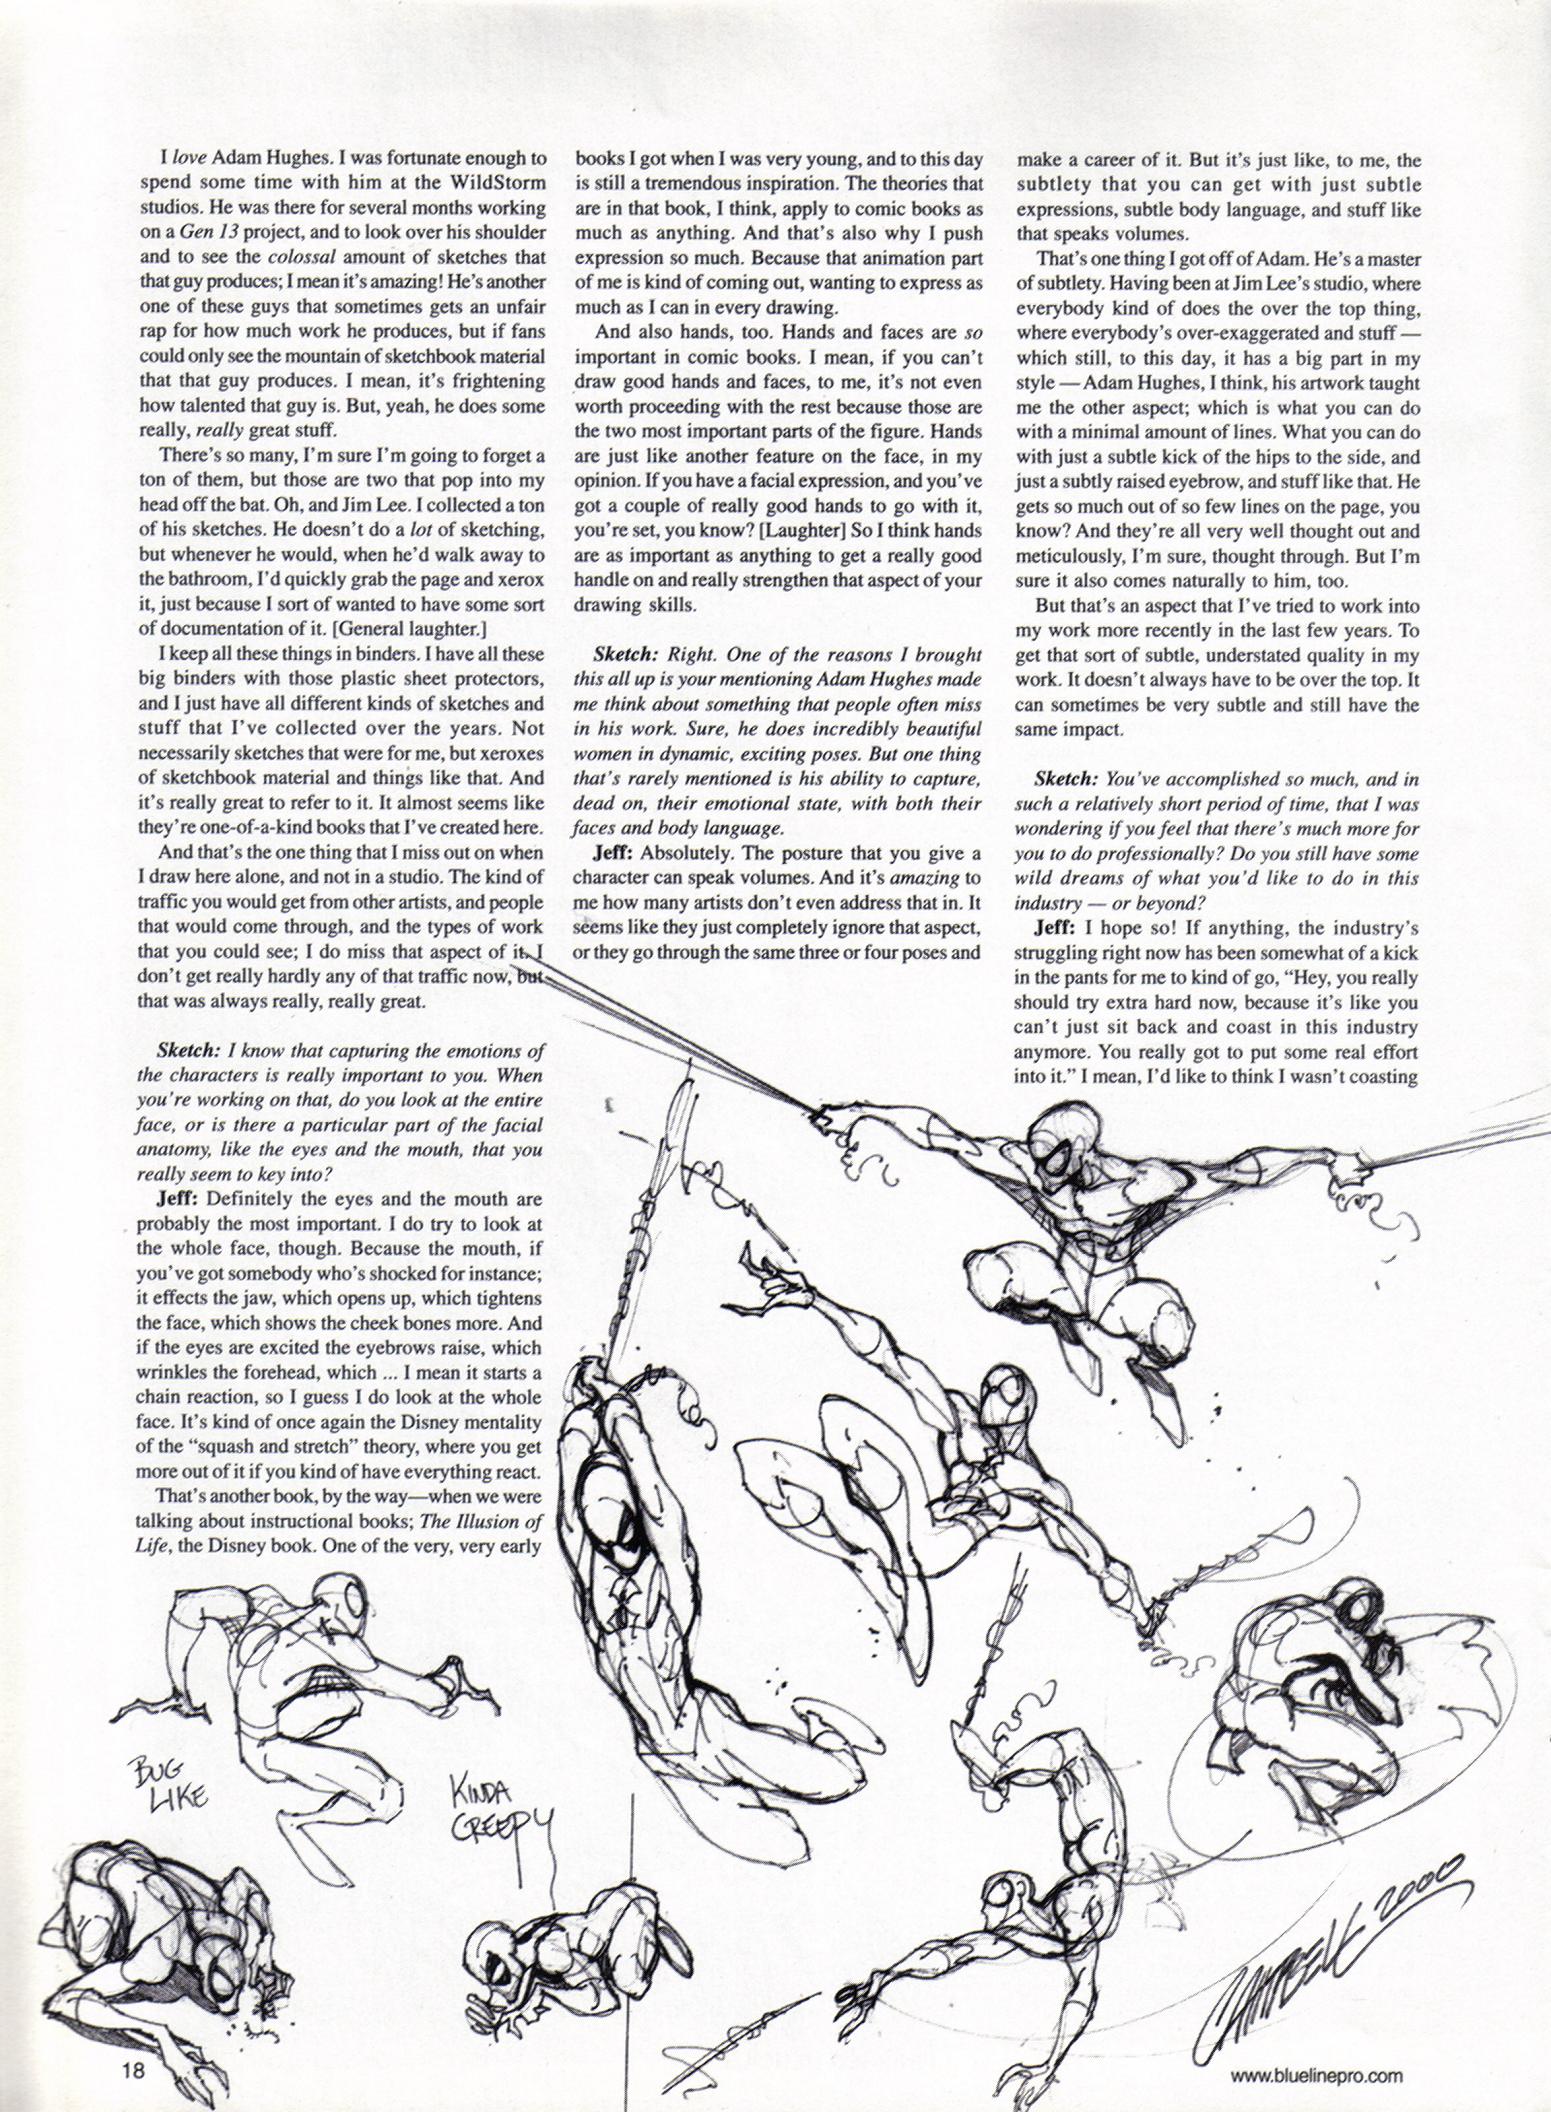 I love Adam Hughes. I was fortunate enough to
spend some time with him at the WildStorm
studios. He was there for several months working
on a Gen 13 project, and to look over his shoulder
and to see the colossal amount of sketches that
that guy produces; I mean it's amazing! He's another
one of these guys that sometimes gets an unfair
rap for how much work he produces, but if fans
could only see the mountain of sketchbook material
that that guy produces. I mean, it's frightening
how talented that guy is. But, yeah, he does some
really, really great stuff.
There's so many, I'm sure I'm going to forget a
ton of them, but those are two that pop into my
head off the bat. Oh, and Jim Lee. I collected a ton
of his sketches. He doesn't do a lot of sketching,
but whenever he would, when he'd walk away to
the bathroom, I'd quickly grab the page and xerox
it, just because I sort of wanted to have some sort
of documentation of it. [General laughter.]
I keep all these things in binders. I have all these
big binders with those plastic sheet protectors,
and I just have all different kinds of sketches and
stuff that I've collected over the years. Not
necessarily sketches that were for me, but xeroxes
of sketchbook material and things like that. And
it's really great to refer to it. It almost seems like
they're one-of-a-kind books that I've created here.
And that's the one thing that I miss out on when
I draw here alone, and not in a studio. The kind of
traffic you would get from other artists, and people
that would come through, and the types of work
that you could see; I do miss that aspect of it. I
don't get really hardly any of that traffic now, but
that was always really, really great.
Sketch: I know that capturing the emotions of
the characters is really important to you. When
you're working on that, do you look at the entire
face, or is there a particular part of the facial
anatomy, like the eyes and the mouth, that you
really seem to key into?
Jeff: Definitely the eyes and the mouth are
probably the most important. I do try to look at
the whole face, though. Because the mouth, if
you've got somebody who's shocked for instance;
it effects the jaw, which opens up, which tightens
the face, which shows the cheek bones more. And
if the eyes are excited the eyebrows raise, which
wrinkles the forehead, which ... I mean it starts a
chain reaction, so I guess I do look at the whole
face. It's kind of once again the Disney mentality
of the "squash and stretch" theory, where you get
more out of it if you kind of have everything react.
That's another book, by the way—when we were
talking about instructional books; The Illusion of
Life, the Disney book. One of the very, very early
books I got when I was very young, and to this day
is still a tremendous inspiration. The theories that
are in that book, I think, apply to comic books as
much as anything. And that's also why I push
expression so much. Because that animation part
of me is kind of coming out, wanting to express as
much as I can in every drawing.
And also hands, too. Hands and faces are so
important in comic books. I mean, if you can't
draw good hands and faces, to me, it's not even
worth proceeding with the rest because those are
the two most important parts of the figure. Hands
are just like another feature on the face, in my
opinion. If you have a facial expression, and you've
got a couple of really good hands to go with it,
you're set, you know? [Laughter] So I think hands
are as important as anything to get a really good
handle on and really strengthen that aspect of your
drawing skills.
Sketch: Right. One of the reasons I brought
this all up is your mentioning Adam Hughes made
me think about something that people often miss
in his work. Sure, he does incredibly beautiful
women in dynamic, exciting poses. But one thing
that's rarely mentioned is his ability to capture,
dead on, their emotional state, with both their
faces and body language.
Jeff: Absolutely. The posture that you give a
character can speak volumes. And it's amazing to
me how many artists don't even address that in. It
seems like they just completely ignore that aspect,
or they go through the same three or four poses and
make a career of it. But it's just like, to me, the
subtlety that you can get with just subtle
expressions, subtle body language, and stuff like
that speaks volumes.
That's one thing I got off of Adam. He's a master
of subtlety. Having been at Jim Lee's studio, where
everybody kind of does the over the top thing,
where everybody's over-exaggerated and stuff —
which still, to this day, it has a big part in my
style — Adam Hughes, I think, his artwork taught
me the other aspect; which is what you can do
with a minimal amount of lines. What you can do
with just a subtle kick of the hips to the side, and
just a subtly raised eyebrow, and stuff like that. He
gets so much out of so few lines on the page, you
know? And they're all very well thought out and
meticulously, I'm sure, thought through. But I'm
sure it also comes naturally to him, too.
But that's an aspect that I've tried to work into
my work more recently in the last few years. To
get that sort of subtle, understated quality in my
work. It doesn't always have to be over the top. It
can sometimes be very subtle and still have the
same impact.
Sketch: You've accomplished so much, and in
such a relatively short period of time, that I was
wondering if you feel that there's much more for
you to do professionally? Do you still have some
wild dreams of what you'd like to do in this
industry — or beyond?
Jeff: I hope so! If anything, the industry's
struggling right now has been somewhat of a kick
in the pants for me to kind of go, "Hey, you really
should try extra hard now, because it's like you
can't just sit back and coast in this industry
anymore. You really got to put some real effort
into it." I mean, I'd like to think I wasn't coasting
BUG
LIKE
KINDA
CREEPY
CAMPBELL 2000
18
www.bluelinepro.com